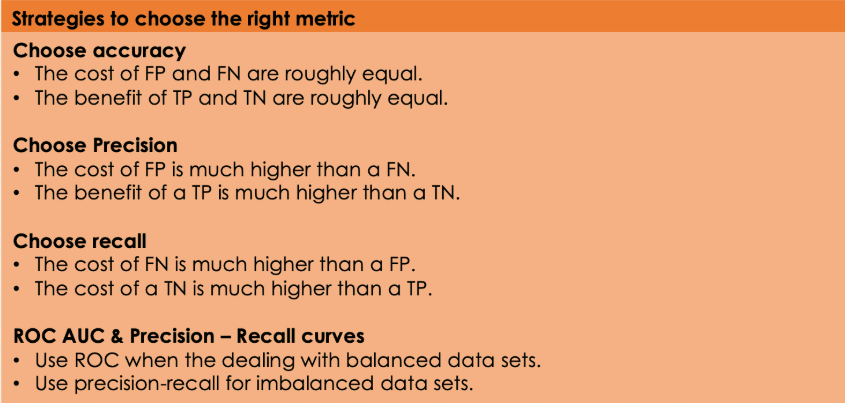 Strategies to choose the right metric
Choose accuracy
• The cost of FP and FN are roughly equal.
• The benefit of TP and TN are roughly equal.
Choose Precision
• The cost of FP is much higher than a FN.
• The benefit of a TP is much higher than a TN.
Choose recall
• The cost of FN is much higher than a FP.
• The cost of a TN is much higher than a TP.
ROC AUC & Precision – Recall curves
• Use ROC when the dealing with balanced data sets.
• Use precision-recall for imbalanced data sets.